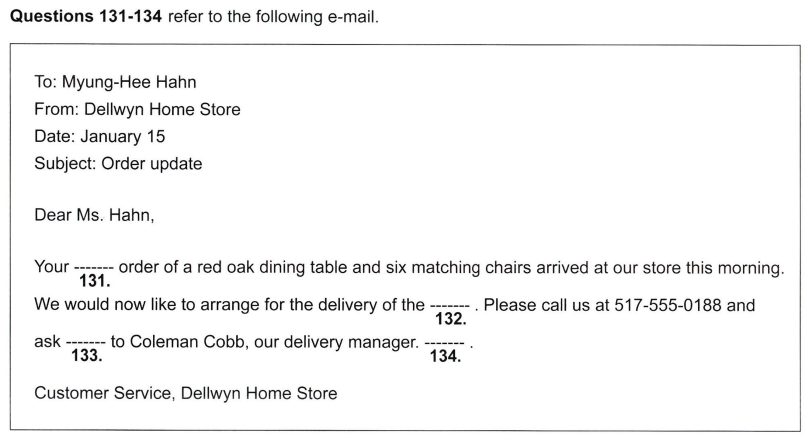 Questions 131-134 refer to the following e-mail.
To: Myung-Hee Hahn
From: Dellwyn Home Store
Date: January 15
Subject: Order update
Dear Ms. Hahn,
Your ------- order of a red oak dining table and six matching chairs arrived at our store this morning.
131.
We would now like to arrange for the delivery of the ------- . Please call us at 517-555-0188 and
132.
ask ------- to Coleman Cobb, our delivery manager. ------- .
133. 134.
Customer Service, Dellwyn Home Store